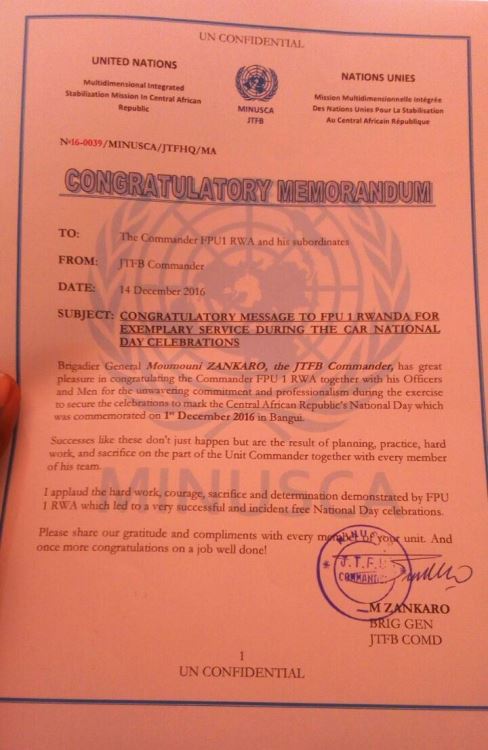 UN CONFIDENTIAL
UNITED NATIONS
Multidimensional Integrated
Stabilization Mission In Central African
Republic
MINUSCA
JTFB
NATIONS UNIES
Mission Multidimensionnelle Intégrée
Des Nations Unies Pour La Stabilisation
Au Central Africain République
Nº16-0039/MINUSCA/JTFHQ/MA
CONGRATULATORY MEMORANDUM
TO: The Commander FPU1 RWA and his subordinates
FROM: JTFB Commander
DATE: 14 December 2016
SUBJECT: CONGRATULATORY MESSAGE TO FPU 1 RWANDA FOR
EXEMPLARY SERVICE DURING THE CAR NATIONAL
DAY CELEBRATIONS
Brigadier General Moumouni ZANKARO, the JTFB Commander, has great
pleasure in congratulating the Commander FPU 1 RWA together with his Officers
and Men for the unwavering commitment and professionalism during the exercise
to secure the celebrations to mark the Central African Republic's National Day which
was commemorated on 1st December 2016 in Bangui.
Successes like these don't just happen but are the result of planning, practice, hard
work, and sacrifice on the part of the Unit Commander together with every member
of his team.
I applaud the hard work, courage, sacrifice and determination demonstrated by FPU
1 RWA which led to a very successful and incident free National Day celebrations.
Please share our gratitude and compliments with every member of your unit. And
once more congratulations on a job well done!
MINUSCA
COMMANDER
M ZANKARO
BRIG GEN
JTFB COMD
1
UN CONFIDENTIAL